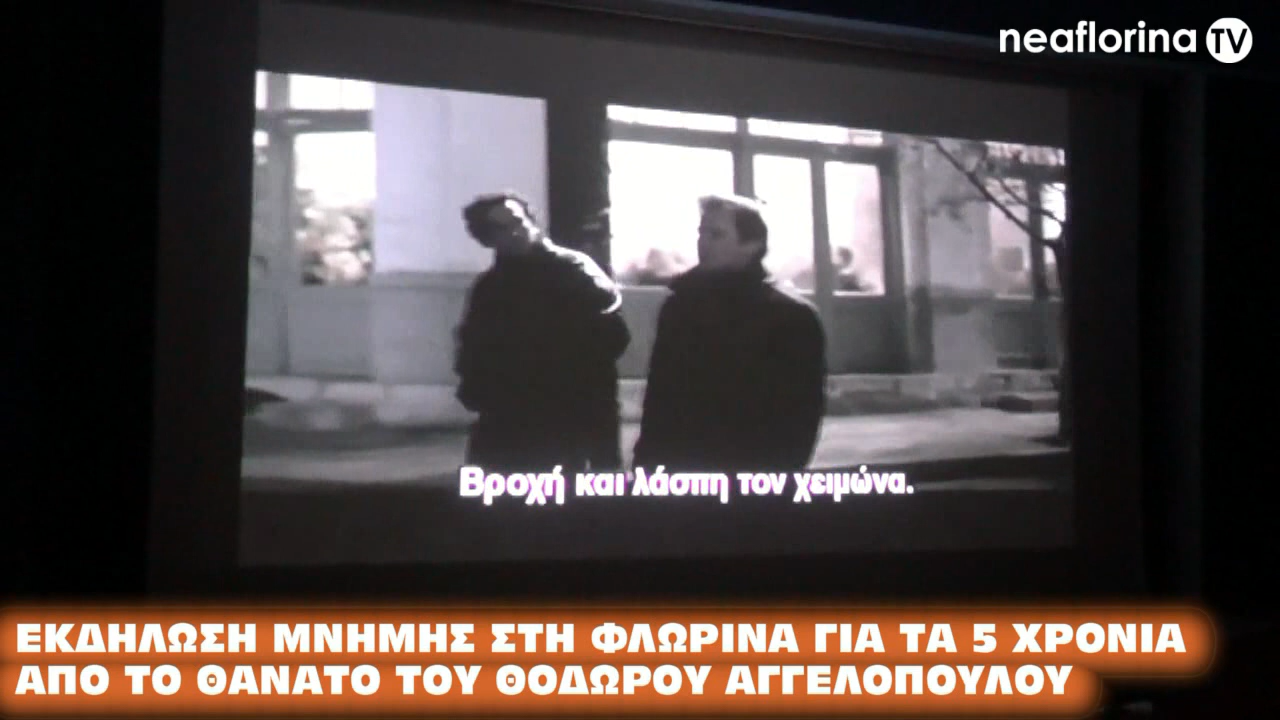 neaflorina TV
Βροχή και λάσπη τον χειμώνα.
ΕΚΔΗΛΩΣΗ ΜΝΗΜΗΣ ΣΤΗ ΦΛΩΡΙΝΑ ΓΙΑ ΤΑ 5 ΧΡΟΝΙΑ
ΑΠΟ ΤΟ ΘΑΝΑΤΟ ΤΟΥ ΘΟΔΩΡΟΥ ΑΓΓΕΛΟΠΟΥΛΟΥ